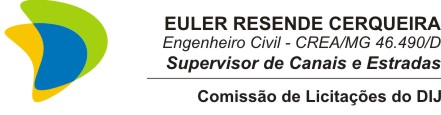 EULER RESENDE CERQUEIRA
Engenheiro Civil - CREA/MG 46.490/D
Supervisor de Canais e Estradas
Comissão de Licitações do DIJ